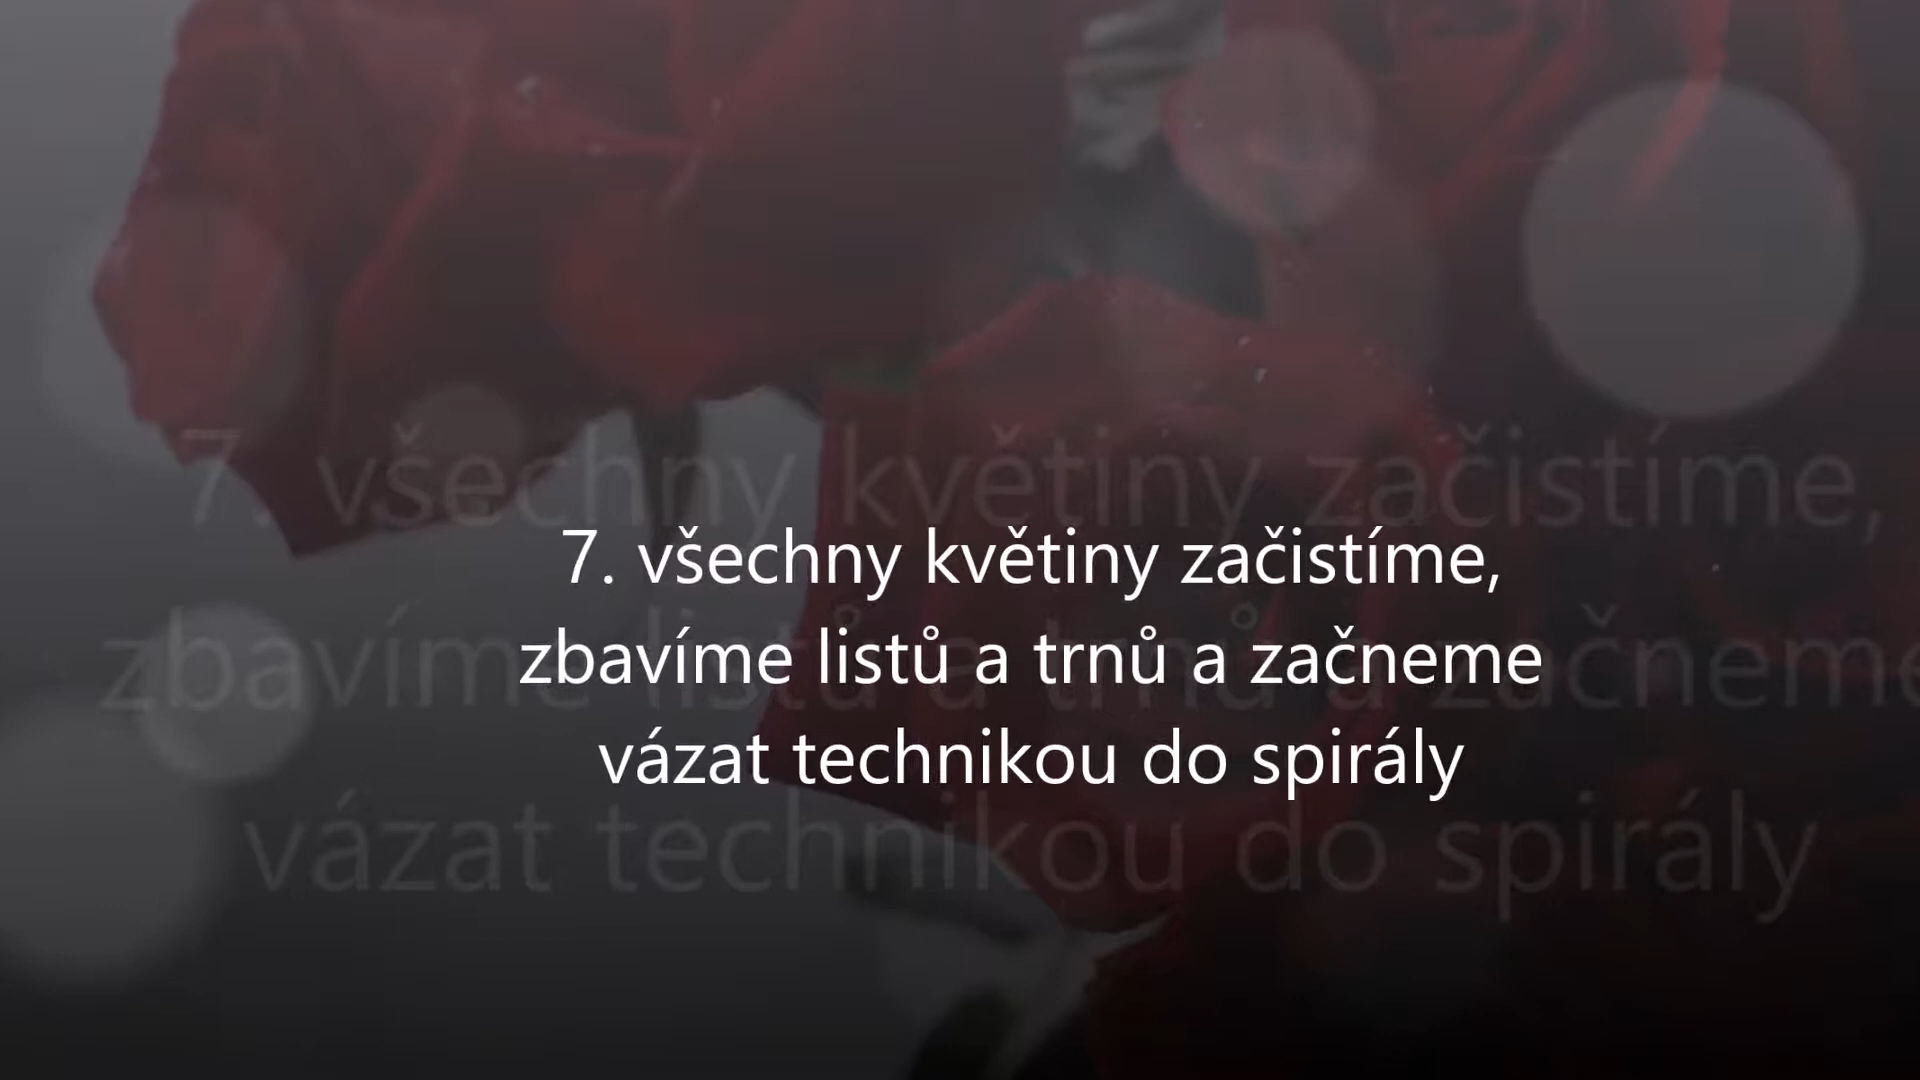 7. všechny květiny začistíme,
zbavíme listů a trnů a začneme
vázat technikou do spirály